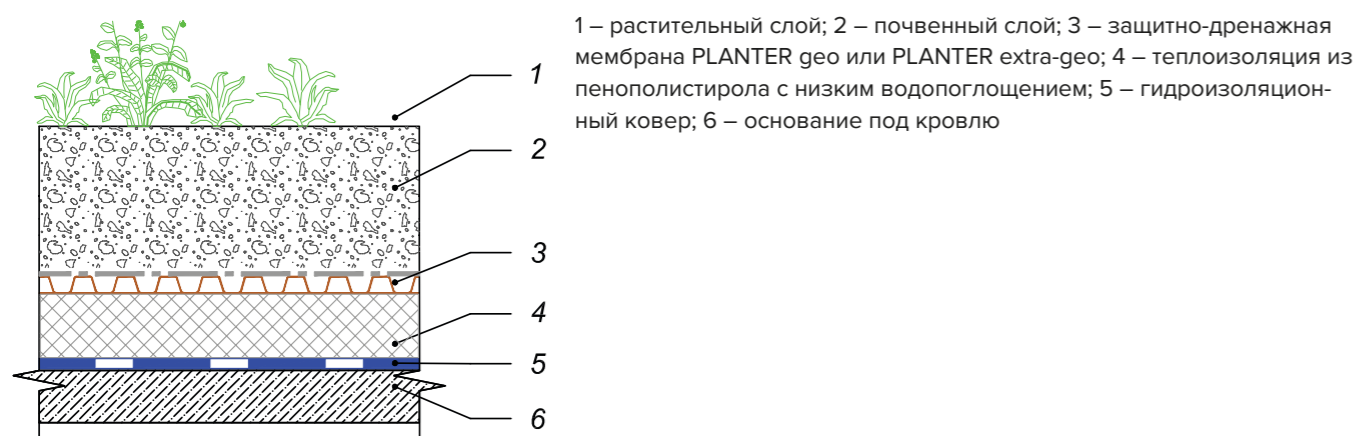 1 – растительный слой; 2 – почвенный слой; 3 – защитно-дренажная
мембрана PLANTER geo или PLANTER extra-geo; 4 – теплоизоляция из
пенополистирола с низким водопоглощением; 5 – гидроизоляцион-
ный ковер; 6 – основание под кровлю
1
2
3
4
5
6